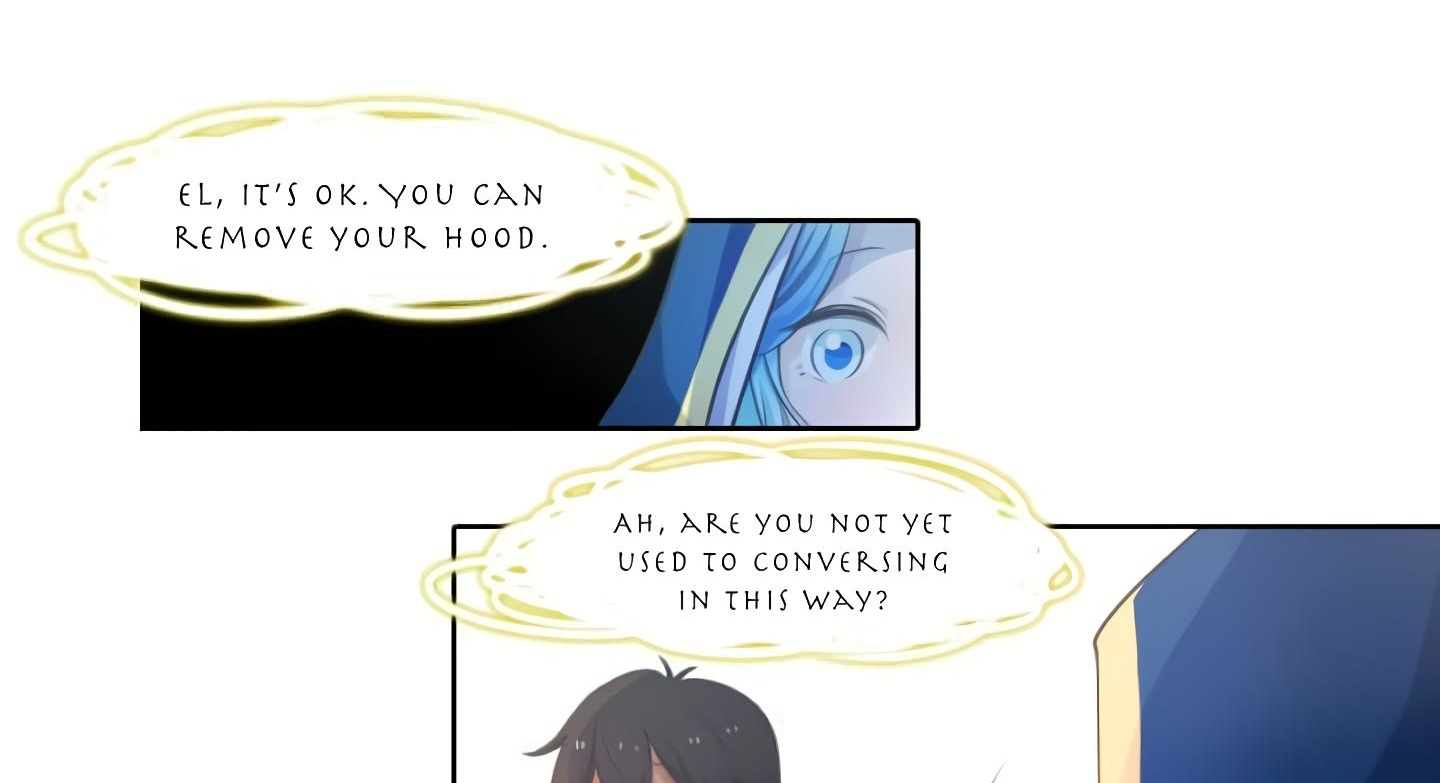 EL, IT'S OK. YOU CAN
REMOVE YOUR HOOD.
AH, ARE YOU NOT YET
USED TO CONVERSING
IN THIS WAY?